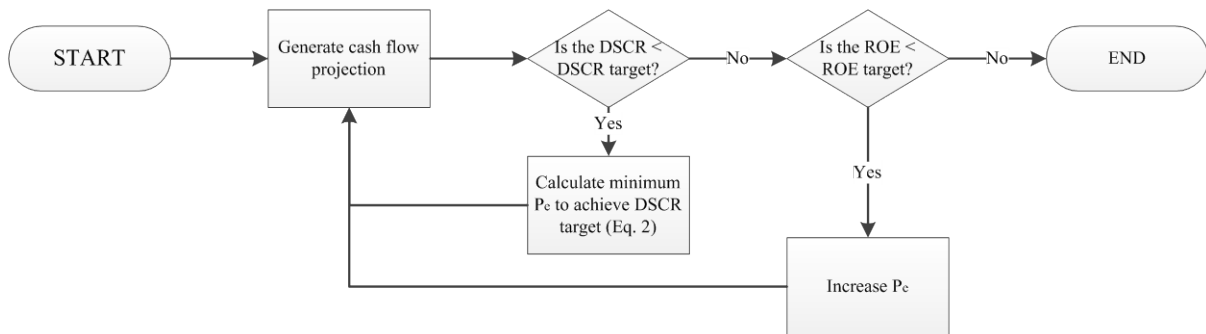 START
Generate cash flow
projection
Is the DSCR <
DSCR target?
No
Is the ROE <
ROE target?
No
END
Yes
Calculate minimum
Pe to achieve DSCR
target (Eq. 2)
Yes
Increase Pe